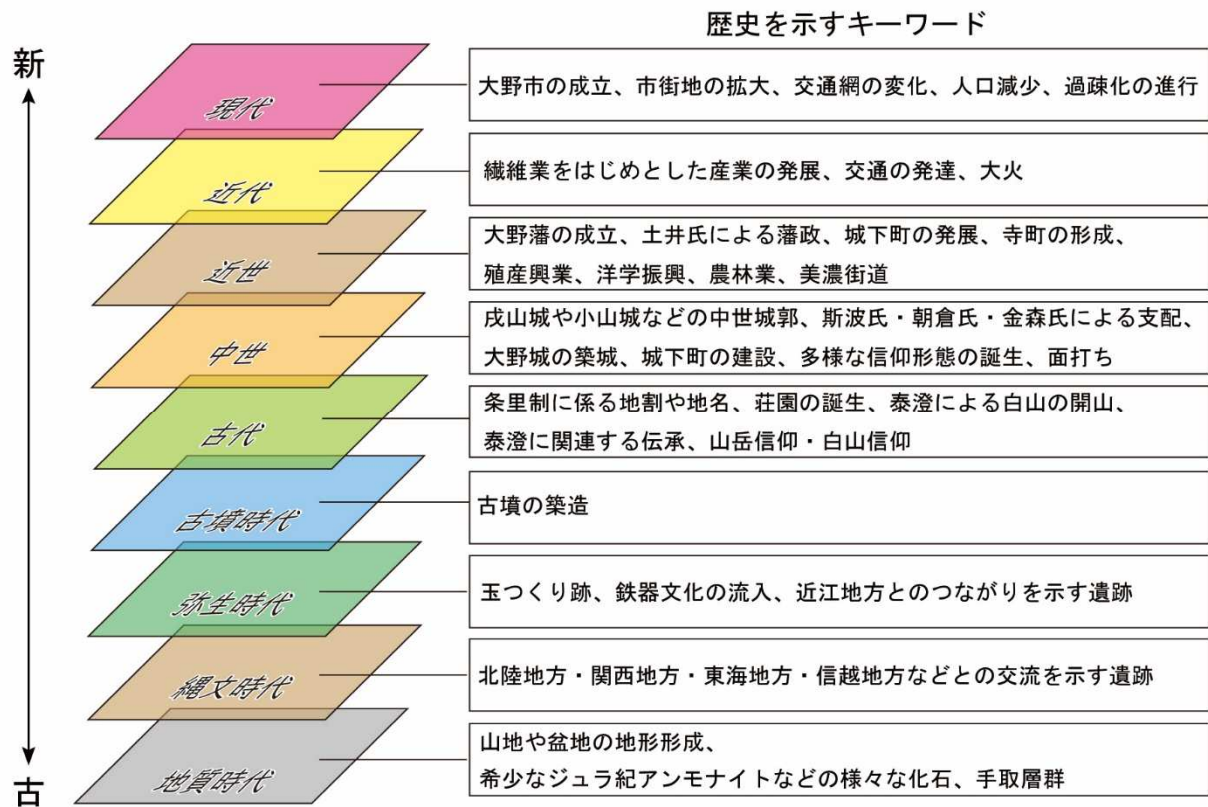 歴史を示すキーワード
新
現代
大野市の成立、市街地の拡大、交通網の変化、人口減少、過疎化の進行
近代
繊維業をはじめとした産業の発展、交通の発達、大火
近世
大野藩の成立、土井氏による藩政、城下町の発展、寺町の形成、
殖産興業、洋学振興、農林業、美濃街道
中世
戌山城や小山城などの中世城郭、斯波氏・朝倉氏・金森氏による支配、
大野城の築城、城下町の建設、多様な信仰形態の誕生、面打ち
古代
条里制に係る地割や地名、荘園の誕生、泰澄による白山の開山、
泰澄に関連する伝承、山岳信仰・白山信仰
古墳時代
古墳の築造
弥生時代
玉つくり跡、鉄器文化の流入、近江地方とのつながりを示す遺跡
縄文時代
北陸地方・関西地方・東海地方・信越地方などとの交流を示す遺跡
地質時代
山地や盆地の地形形成、
希少なジュラ紀アンモナイトなどの様々な化石、手取層群
古